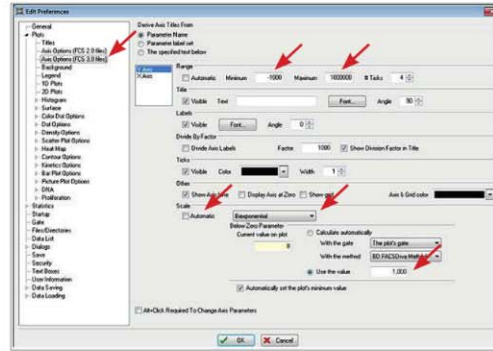 Edit Preferences
General
Plots
Titles
Axis Options (FCS 2.0 files)
Axis Options (FCS 3.0 files)
Background
Legend
1D Plots
2D Plots
Histogram
Surface
Color Dot Options
Dot Options
Density Options
Scatter Plot Options
Heat Map
Contour Options
Kinetics Options
Bar Plot Options
Picture Plot Options
DNA
Proliferation
Statistics
Startup
Gate
Files/Directories
Data List
Dialogs
Save
Security
Text Boxes
User Information
Data Saving
Data Loading
Derive Axis Titles From
Parameter Name
Parameter label set
The specified text below
X Axis
Range
Automatic Minimum -1000 Maximum # Ticks 4
Title
Visible Text Font... Angle 90
Labels
Visible Font... Angle 0
Divide By Factor
Divide Axis Labels Factor 1000 Show Division Factor in Title
Ticks
Visible Color Width 1
Other
Show Axis Display Axis at Zero Show grid Axis & Grid color
Scale
Automatic Biexponential
Below Zero Parameter
Current value on plot Calculate automatically
0 With the gate The plot's gate
With the method BD FACSDiva
Use the value 1,000
Automatically set the plot's minimum value
Alt+Click Required To Change Axis Parameters
OK Cancel